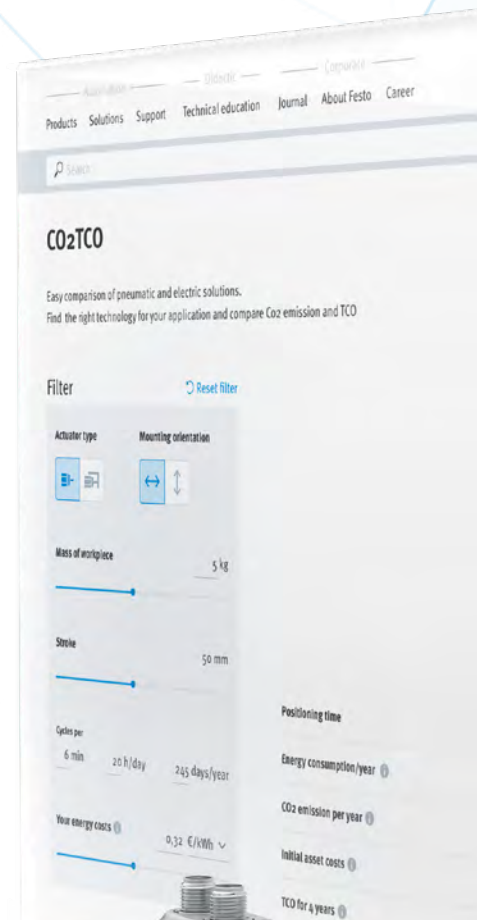 Automation Didactic Corporate
Products Solutions Support Technical education Journal About Festo Career
Search
CO2TCO
Easy comparison of pneumatic and electric solutions.
Find the right technology for your application and compare Co2 emission and TCO
Filter Reset filter
Actuator type Mounting orientation
Mass of workpiece
5 kg
Stroke
50 mm
Cycles per
6 min 20 h/day 245 days/year
Your energy costs
0,32 €/kWh
Positioning time
Energy consumption/year
CO2 emission per year
Initial asset costs
TCO for 4 years